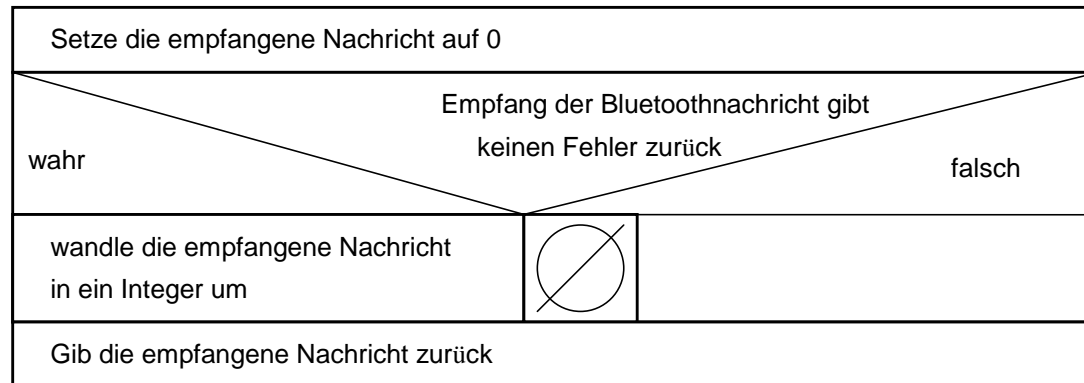 Setze die empfangene Nachricht auf 0
Empfang der Bluetoothnachricht gibt
keinen Fehler zurück
wahr
falsch
wandle die empfangene Nachricht
in ein Integer um
Gib die empfangene Nachricht zurück